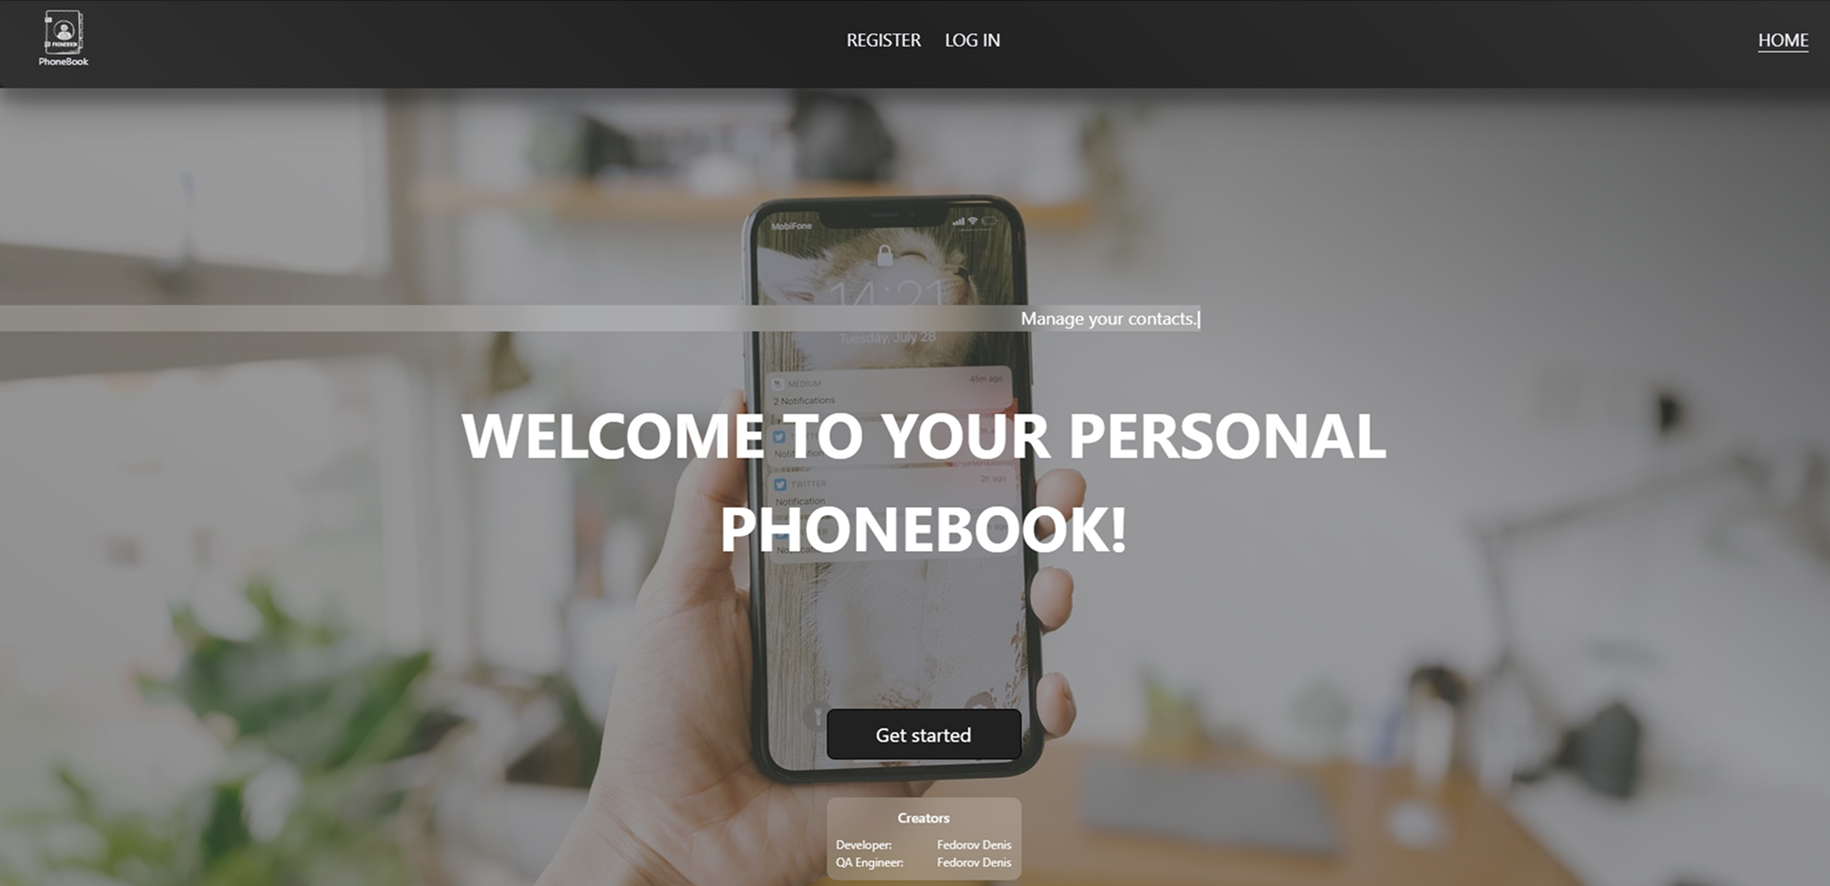 PHONEBOOK
PhoneBook
REGISTER LOG IN
HOME
MobiFone
14:21
Manage your contacts.
Tuesday, July 28
MEDIUM 45m ago
2 Notifications
WELCOME TO YOUR PERSONAL
TWITTER 2h ago
Notification
PHONEBOOK!
Get started
Creators
Developer: Fedorov Denis
QA Engineer: Fedorov Denis